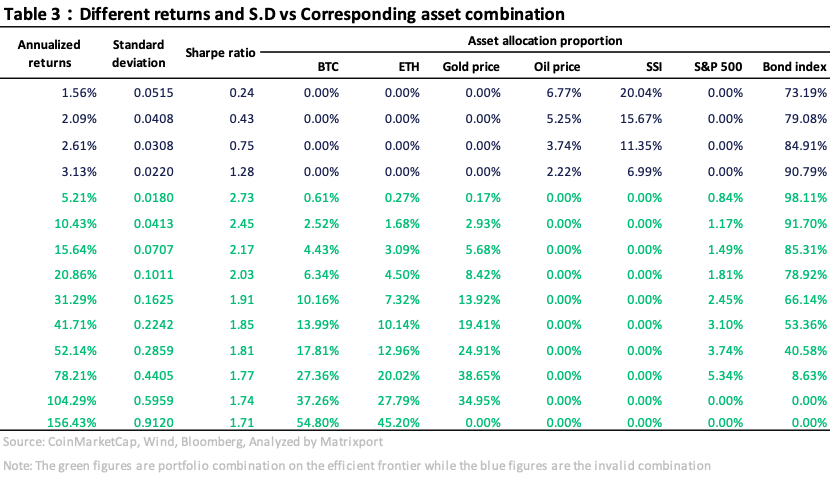 Table 3：Different returns and S.D vs Corresponding asset combination
Annualized returns Standard deviation Sharpe ratio Asset allocation proportion
BTC ETH Gold price Oil price SSI S&P 500 Bond index
1.56% 0.0515 0.24 0.00% 0.00% 0.00% 6.77% 20.04% 0.00% 73.19%
2.09% 0.0408 0.43 0.00% 0.00% 0.00% 5.25% 15.67% 0.00% 79.08%
2.61% 0.0308 0.75 0.00% 0.00% 0.00% 3.74% 11.35% 0.00% 84.91%
3.13% 0.0220 1.28 0.00% 0.00% 0.00% 2.22% 6.99% 0.00% 90.79%
5.21% 0.0180 2.73 0.61% 0.27% 0.17% 0.00% 0.00% 0.84% 98.11%
10.43% 0.0413 2.45 2.52% 1.68% 2.93% 0.00% 0.00% 1.17% 91.70%
15.64% 0.0707 2.17 4.43% 3.09% 5.68% 0.00% 0.00% 1.49% 85.31%
20.86% 0.1011 2.03 6.34% 4.50% 8.42% 0.00% 0.00% 1.81% 78.92%
31.29% 0.1625 1.91 10.16% 7.32% 13.92% 0.00% 0.00% 2.45% 66.14%
41.71% 0.2242 1.85 13.99% 10.14% 19.41% 0.00% 0.00% 3.10% 53.36%
52.14% 0.2859 1.81 17.81% 12.96% 24.91% 0.00% 0.00% 3.74% 40.58%
78.21% 0.4405 1.77 27.36% 20.02% 38.65% 0.00% 0.00% 5.34% 8.63%
104.29% 0.5959 1.74 37.26% 27.79% 34.95% 0.00% 0.00% 0.00% 0.00%
156.43% 0.9120 1.71 54.80% 45.20% 0.00% 0.00% 0.00% 0.00% 0.00%
Source: CoinMarketCap, Wind, Bloomberg, Analyzed by Matrixport
Note: The green figures are portfolio combination on the efficient frontier while the blue figures are the invalid combination